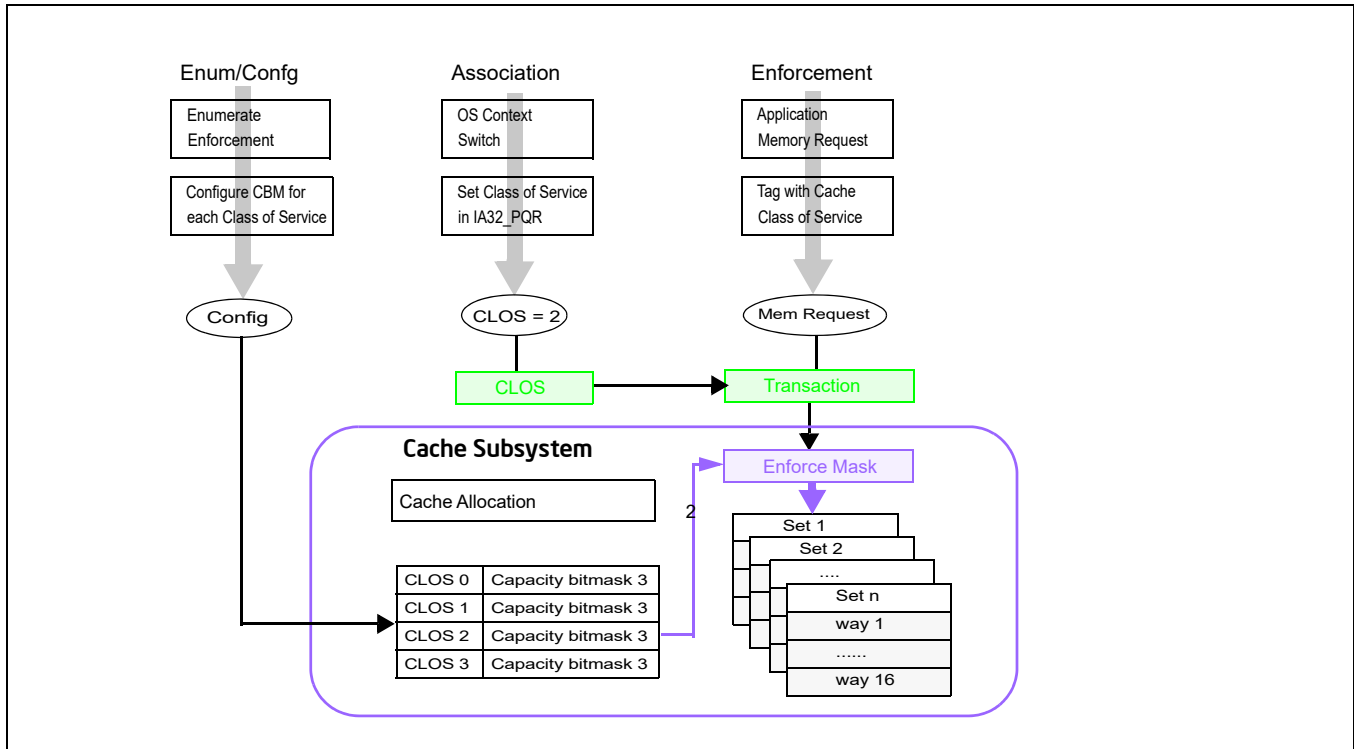 Enum/Confg
Association
Enforcement
Enumerate
Enforcement
OS Context
Switch
Application
Memory Request
Configure CBM for
each Class of Service
Set Class of Service
in IA32_PQR
Tag with Cache
Class of Service
Config
CLOS = 2
Mem Request
CLOS
Transaction
Cache Subsystem
Enforce Mask
Cache Allocation
2
Set 1
Set 2
....
Set n
way 1
......
way 16
CLOS 0 Capacity bitmask 3
CLOS 1 Capacity bitmask 3
CLOS 2 Capacity bitmask 3
CLOS 3 Capacity bitmask 3